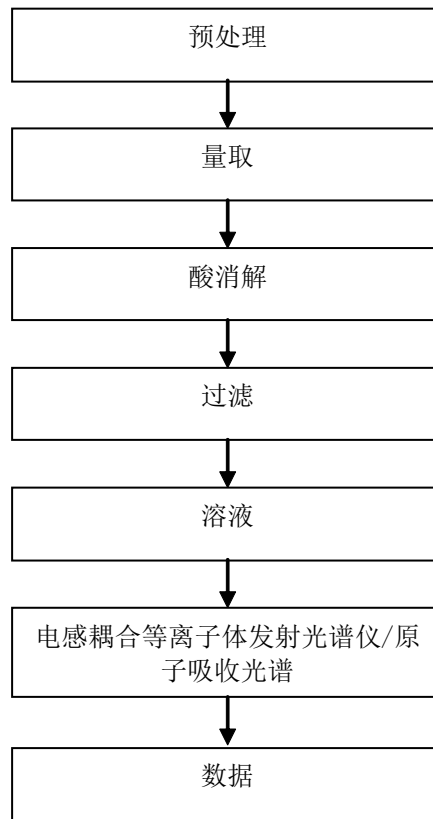 预处理
量取
酸消解
过滤
溶液
电感耦合等离子体发射光谱仪/原
子吸收光谱
数据